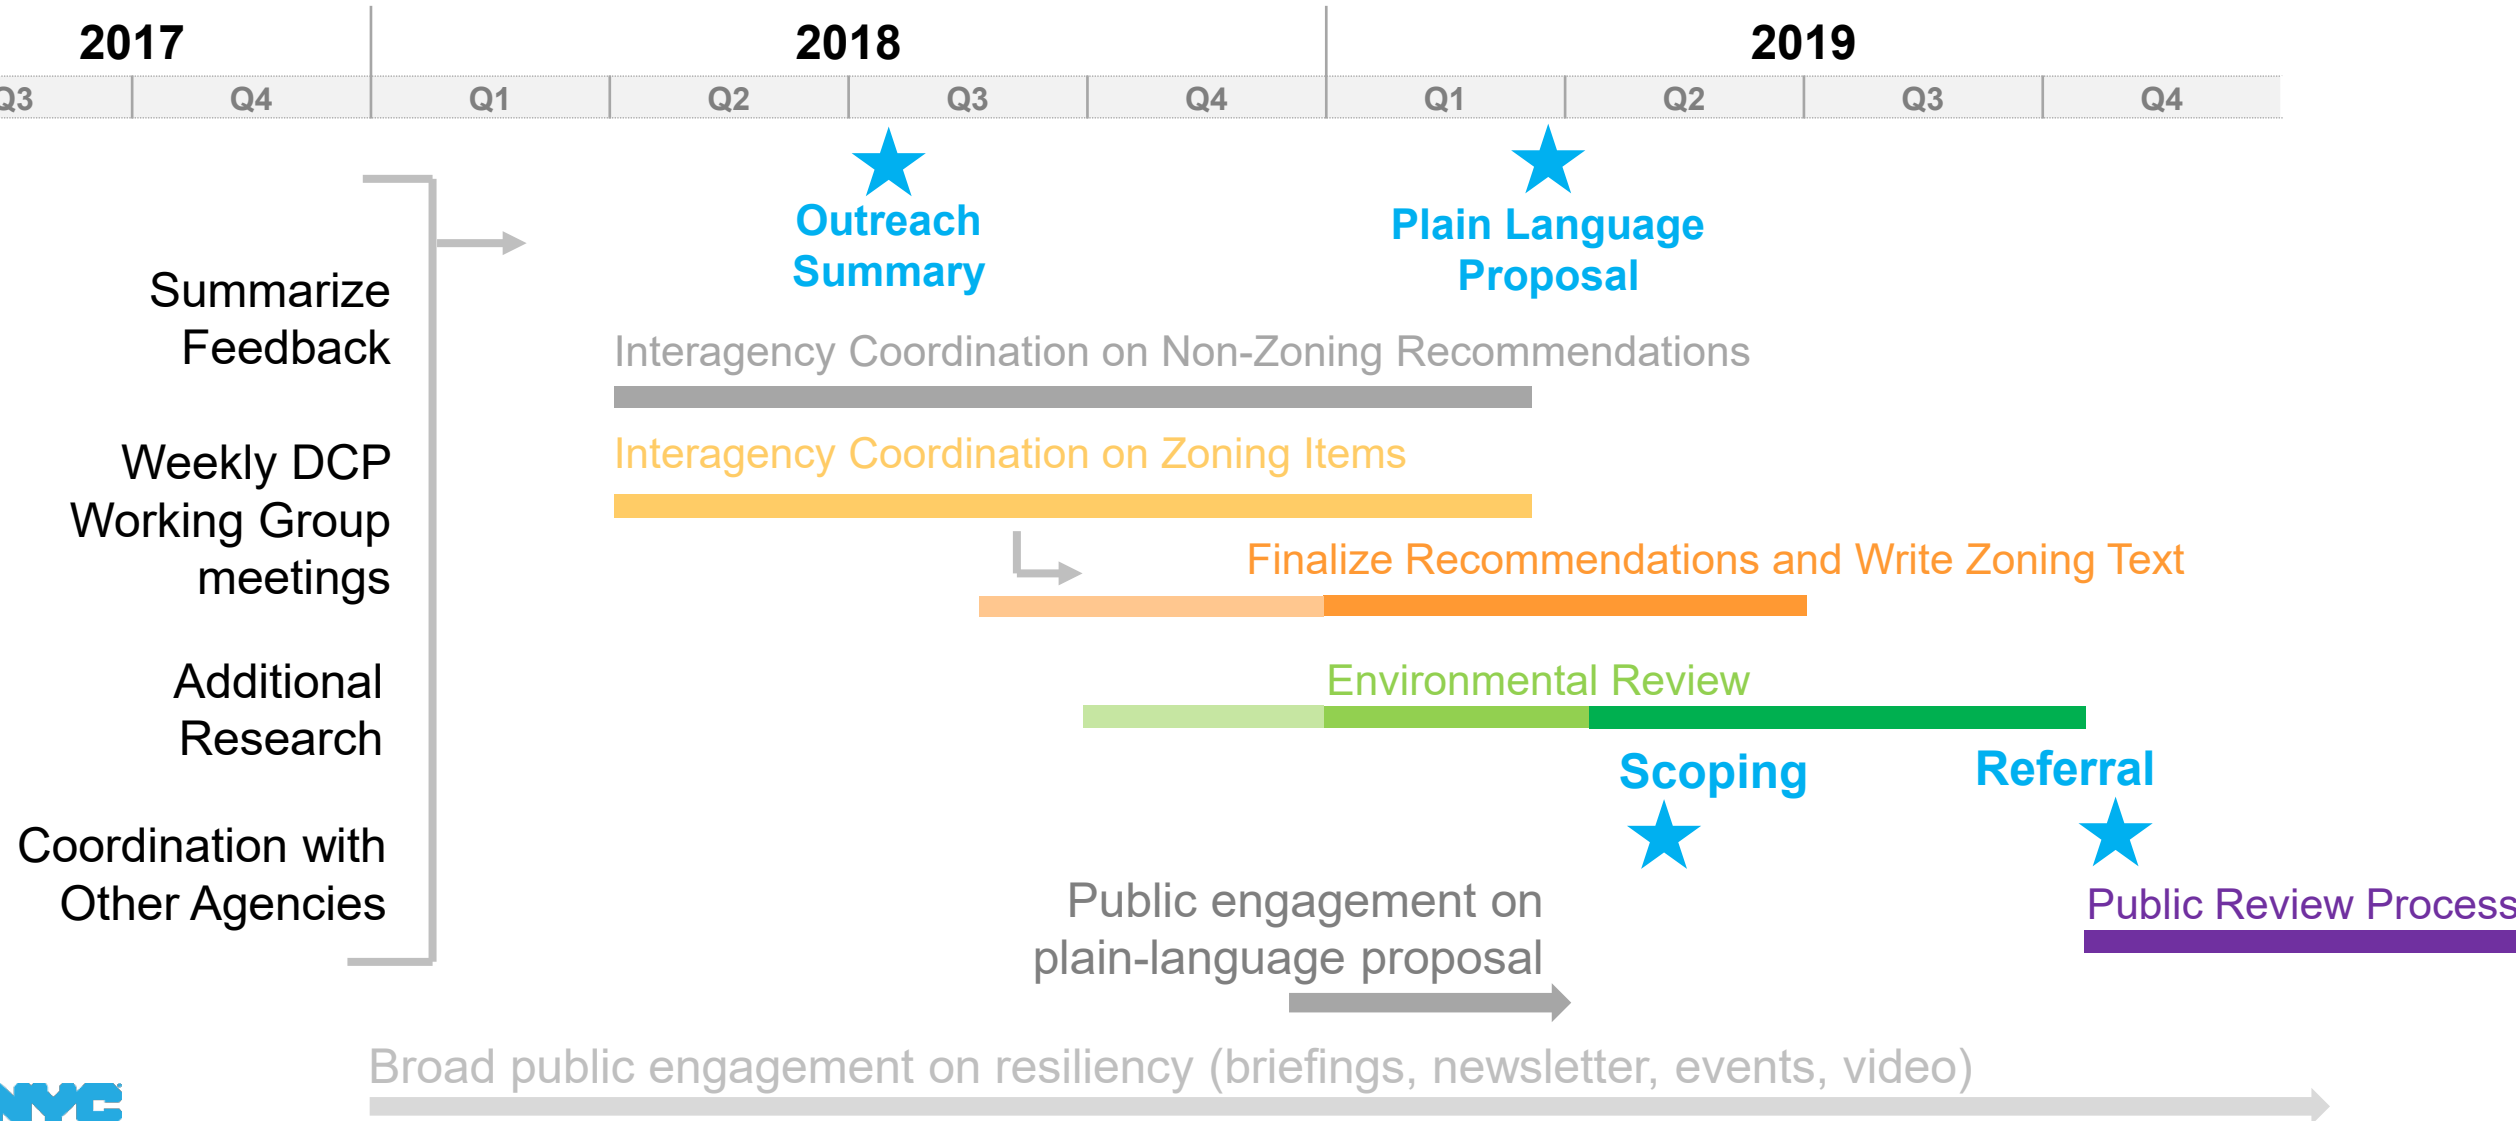 2017
2018
2019
Q3
Q4
Q1
Q2
Q3
Q4
Q1
Q2
Q3
Q4
Outreach
Summary
Plain Language
Proposal
Summarize
Feedback
Interagency Coordination on Non-Zoning Recommendations
Weekly DCP
Working Group
meetings
Interagency Coordination on Zoning Items
Finalize Recommendations and Write Zoning Text
Additional
Research
Environmental Review
Scoping
Referral
Coordination with
Other Agencies
Public engagement on
plain-language proposal
Public Review Process
Broad public engagement on resiliency (briefings, newsletter, events, video)
NYC